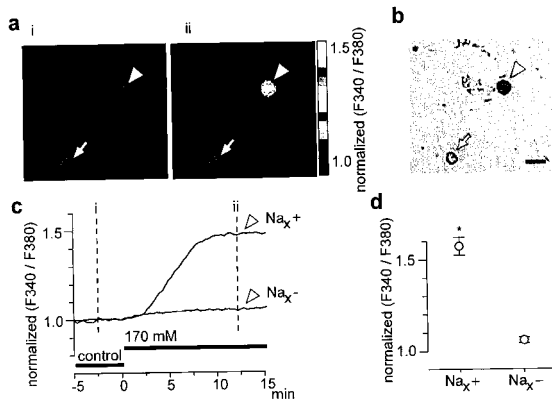 a
i
ii
1.5
1.0
normalized (F340 / F380)
b
c
i
ii
Nax+
Nax−
1.5
1.0
normalized (F340 / F380)
170 mM
control
-5
0
5
10
15
min
d
*
1.5
1.0
normalized (F340 / F380)
Nax+
Nax−